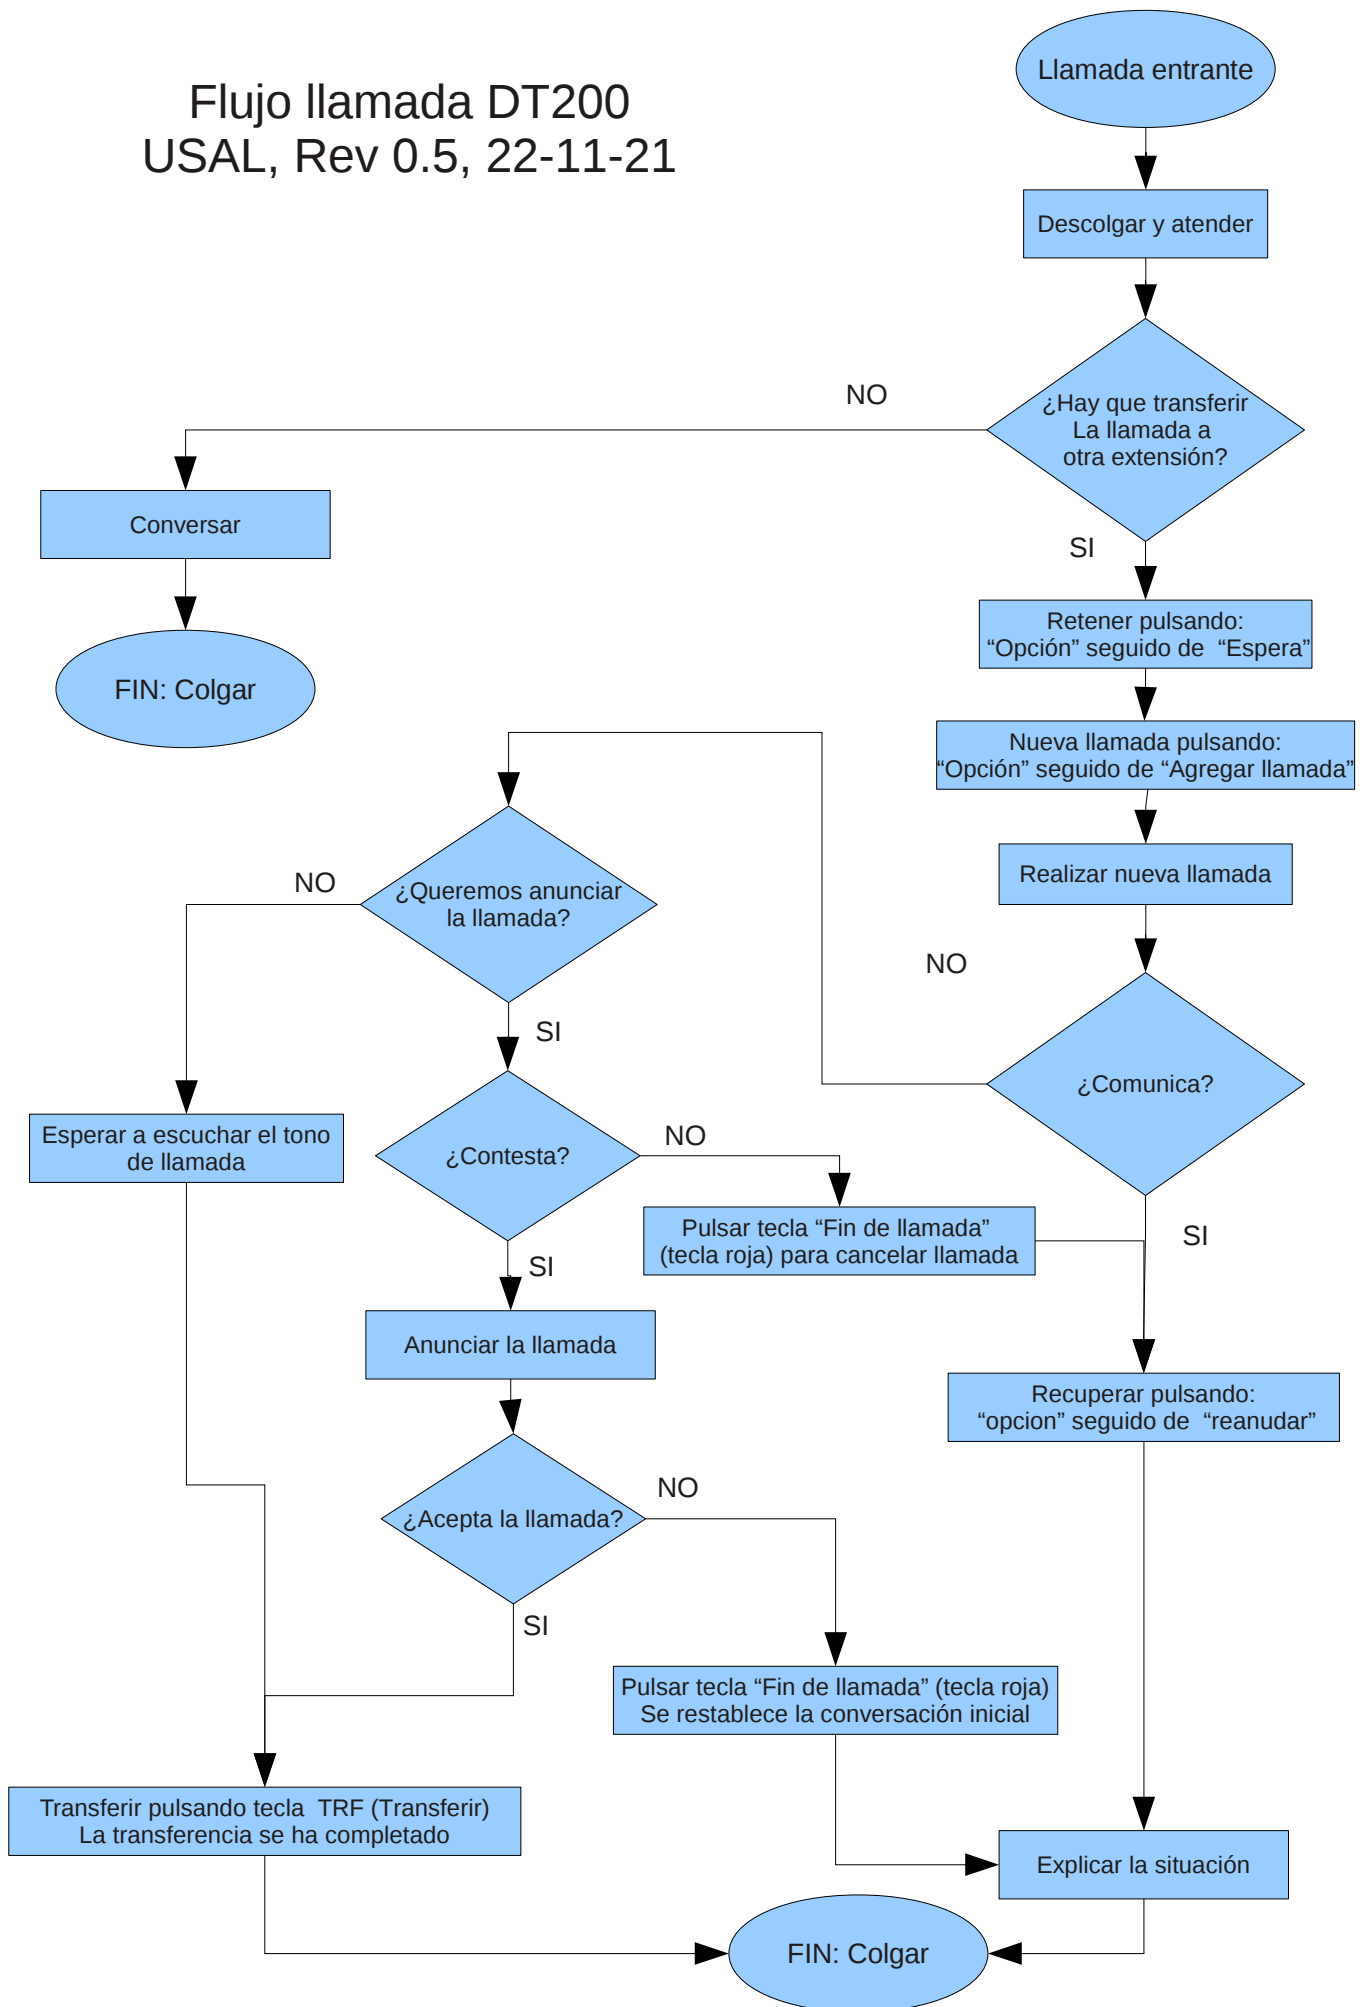 Flujo llamada DT200
USAL, Rev 0.5, 22-11-21
Llamada entrante
Descolgar y atender
¿Hay que transferir
La llamada a
otra extensión?
NO
Conversar
FIN: Colgar
SI
Retener pulsando:
“Opción” seguido de  “Espera”
Nueva llamada pulsando:
“Opción” seguido de “Agregar llamada”
Realizar nueva llamada
¿Comunica?
NO
¿Queremos anunciar
la llamada?
NO
Esperar a escuchar el tono
de llamada
SI
¿Contesta?
NO
Pulsar tecla “Fin de llamada”
(tecla roja) para cancelar llamada
SI
SI
Anunciar la llamada
Recuperar pulsando:
“opcion” seguido de  “reanudar”
¿Acepta la llamada?
NO
SI
Pulsar tecla “Fin de llamada” (tecla roja)
Se restablece la conversación inicial
Transferir pulsando tecla  TRF (Transferir)
La transferencia se ha completado
Explicar la situación
FIN: Colgar